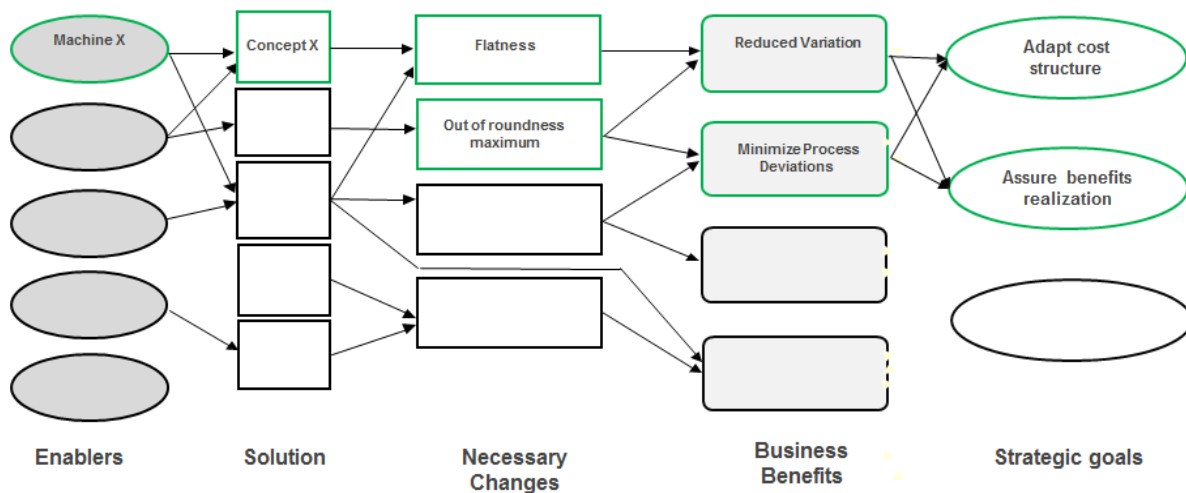 Machine X
Concept X
Flatness
Reduced Variation
Adapt cost
structure
Out of roundness
maximum
Minimize Process
Deviations
Assure benefits
realization
Enablers
Solution
Necessary
Changes
Business
Benefits
Strategic goals